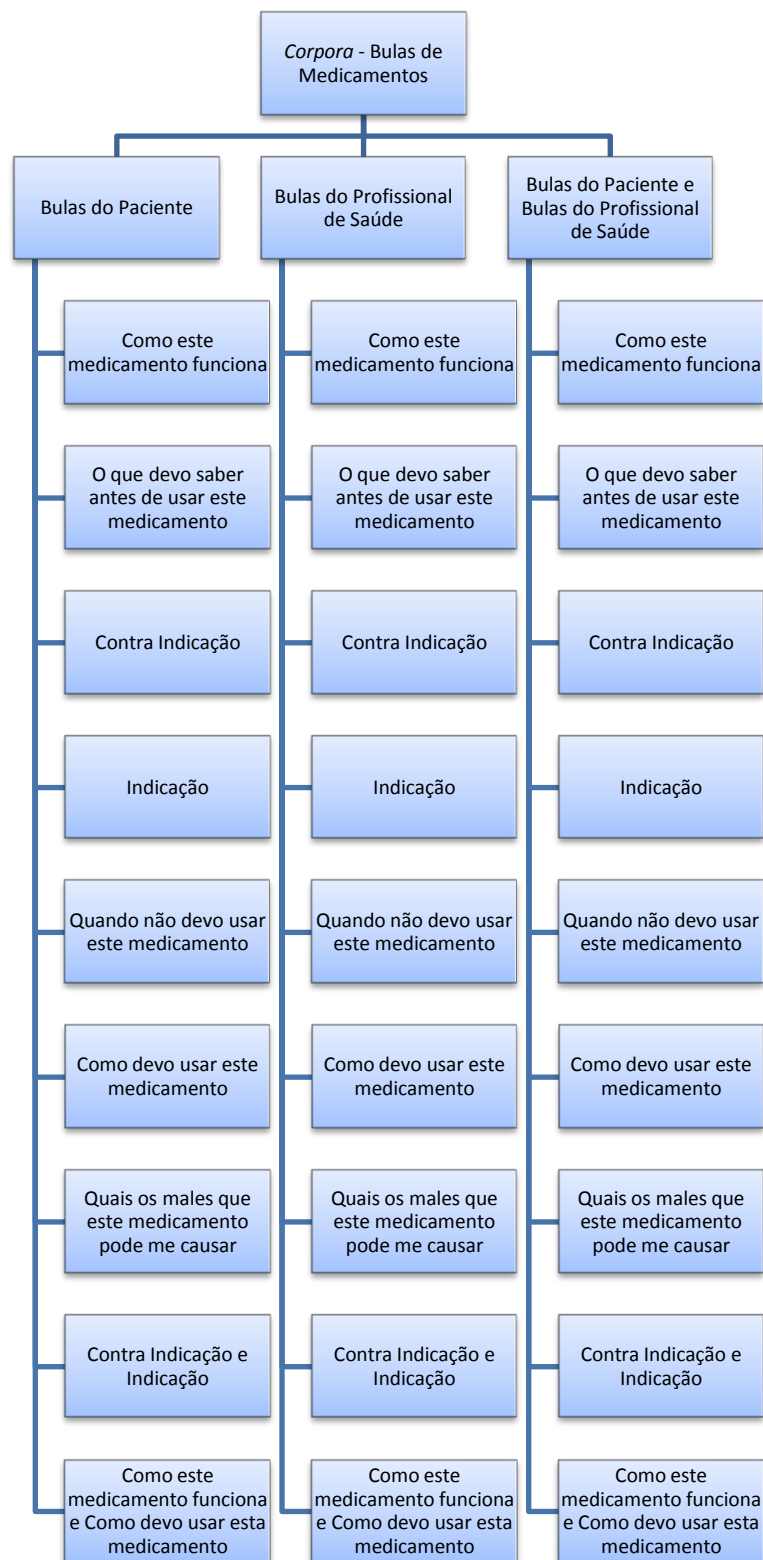 Corpora - Bulas de
Medicamentos
Bulas do Paciente
Bulas do Profissional
de Saúde
Bulas do Paciente e
Bulas do Profissional
de Saúde
Como este
medicamento funciona
O que devo saber
antes de usar este
medicamento
Contra Indicação
Indicação
Quando não devo usar
este medicamento
Como devo usar este
medicamento
Quais os males que
este medicamento
pode me causar
Contra Indicação e
Indicação
Como este
medicamento funciona
e Como devo usar esta
medicamento
Como este
medicamento funciona
O que devo saber
antes de usar este
medicamento
Contra Indicação
Indicação
Quando não devo usar
este medicamento
Como devo usar este
medicamento
Quais os males que
este medicamento
pode me causar
Contra Indicação e
Indicação
Como este
medicamento funciona
e Como devo usar esta
medicamento
Como este
medicamento funciona
O que devo saber
antes de usar este
medicamento
Contra Indicação
Indicação
Quando não devo usar
este medicamento
Como devo usar este
medicamento
Quais os males que
este medicamento
pode me causar
Contra Indicação e
Indicação
Como este
medicamento funciona
e Como devo usar esta
medicamento